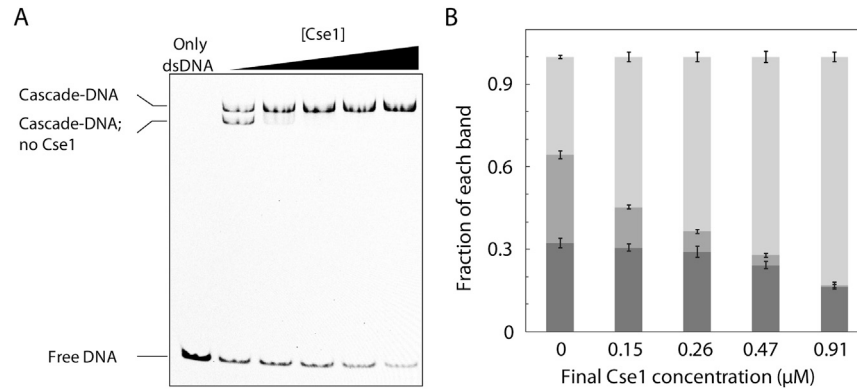 A
Only
dsDNA
[Cse1]
Cascade-DNA
Cascade-DNA;
no Cse1
Free DNA
B
Fraction of each band
0.9
0.6
0.3
0
0 0.15 0.26 0.47 0.91
Final Cse1 concentration (µM)